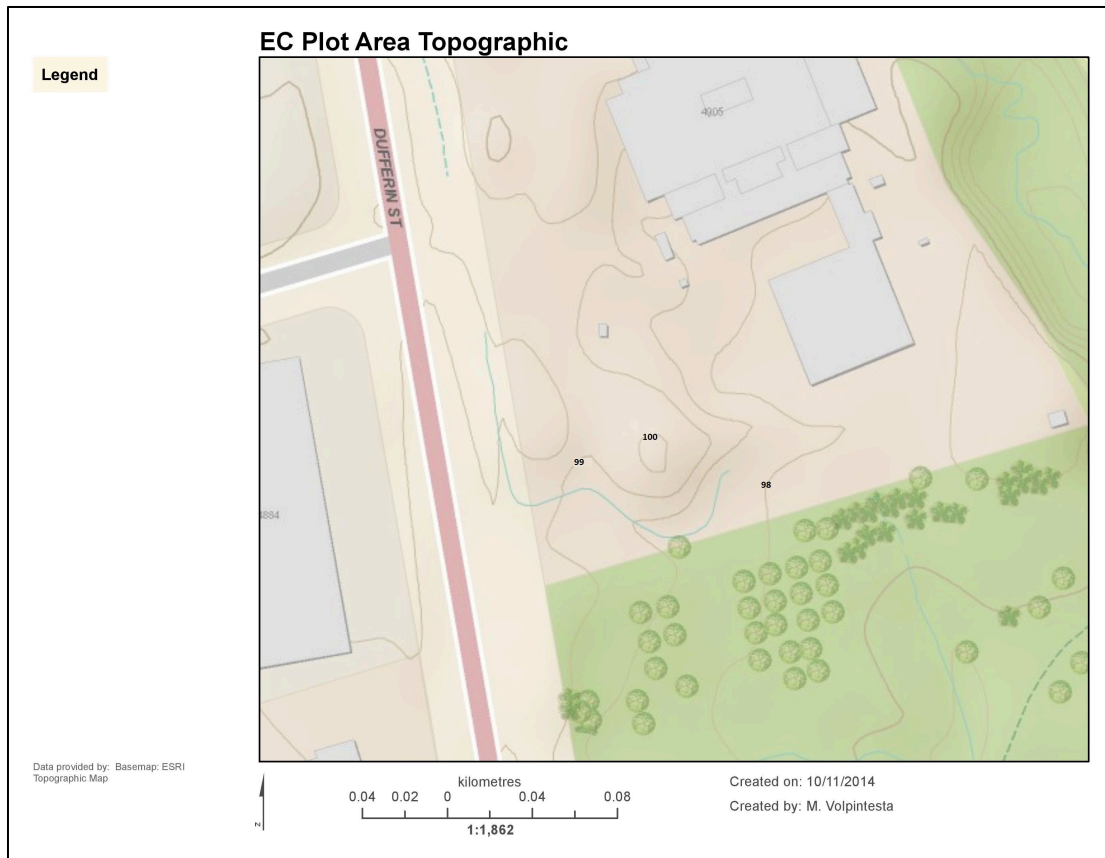 EC Plot Area Topographic
Legend
DUFFERIN ST
4905
100
99
98
4884
Data provided by: Basemap: ESRI
Topographic Map
z
kilometres
0.04 0.02 0 0.04 0.08
1:1,862
Created on: 10/11/2014
Created by: M. Volpintesta